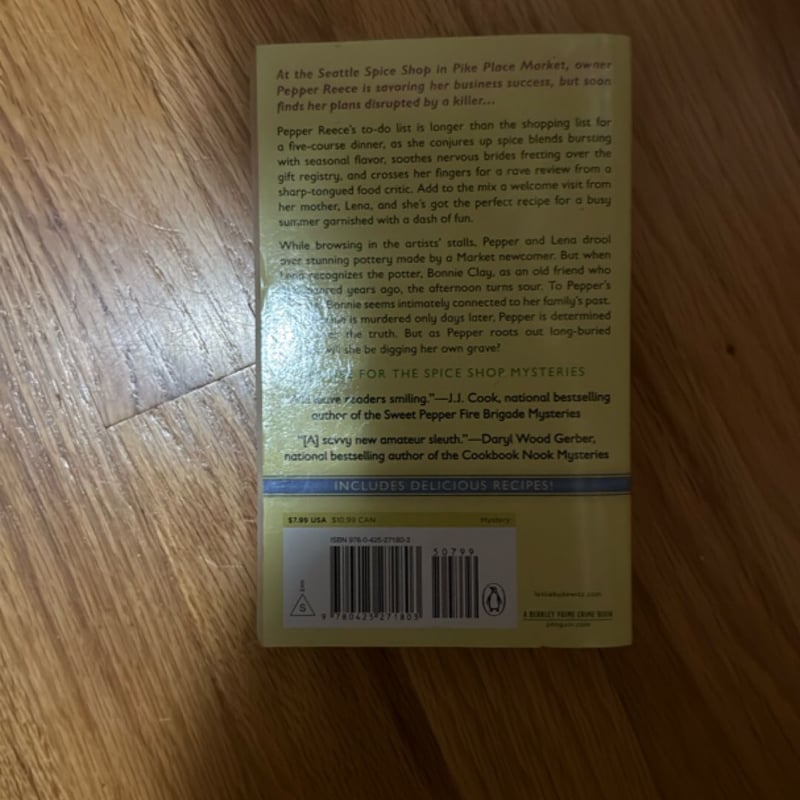 At the Seattle Spice Shop in Pike Place Market, owner
Pepper Reece is savoring her business success, but soon
finds her plans disrupted by a killer...
Pepper Reece's to-do list is longer than the shopping list for
a five-course dinner, as she conjures up spice blends bursting
with seasonal flavor, soothes nervous brides fretting over the
gift registry, and crosses her fingers for a rave review from a
sharp-tongued food critic. Add to the mix a welcome visit from
her mother, Lena, and she's got the perfect recipe for a busy
summer garnished with a dash of fun.
While browsing in the artists' stalls, Pepper and Lena drool
over stunning pottery made by a Market newcomer. But when
Lena recognizes the potter, Bonnie Clay, as an old friend who
years ago, the afternoon turns sour. To Pepper's
Bonnie seems intimately connected to her family's past.
is murdered only days later, Pepper is determined
the truth. But as Pepper roots out long-buried
will she be digging her own grave?
FOR THE SPICE SHOP MYSTERIES
leave readers smiling."—J.J. Cook, national bestselling
author of the Sweet Pepper Fire Brigade Mysteries
"[A] savvy new amateur sleuth."—Daryl Wood Gerber,
national bestselling author of the Cookbook Nook Mysteries
INCLUDES DELICIOUS RECIPES!
$7.99 USA $10.99 CAN Mystery
ISBN 978-0-425-27180-3
50799
S
9 780425 271803
lesliebudewitz.com
A BERKLEY PRIME CRIME BOOK
penguin.com